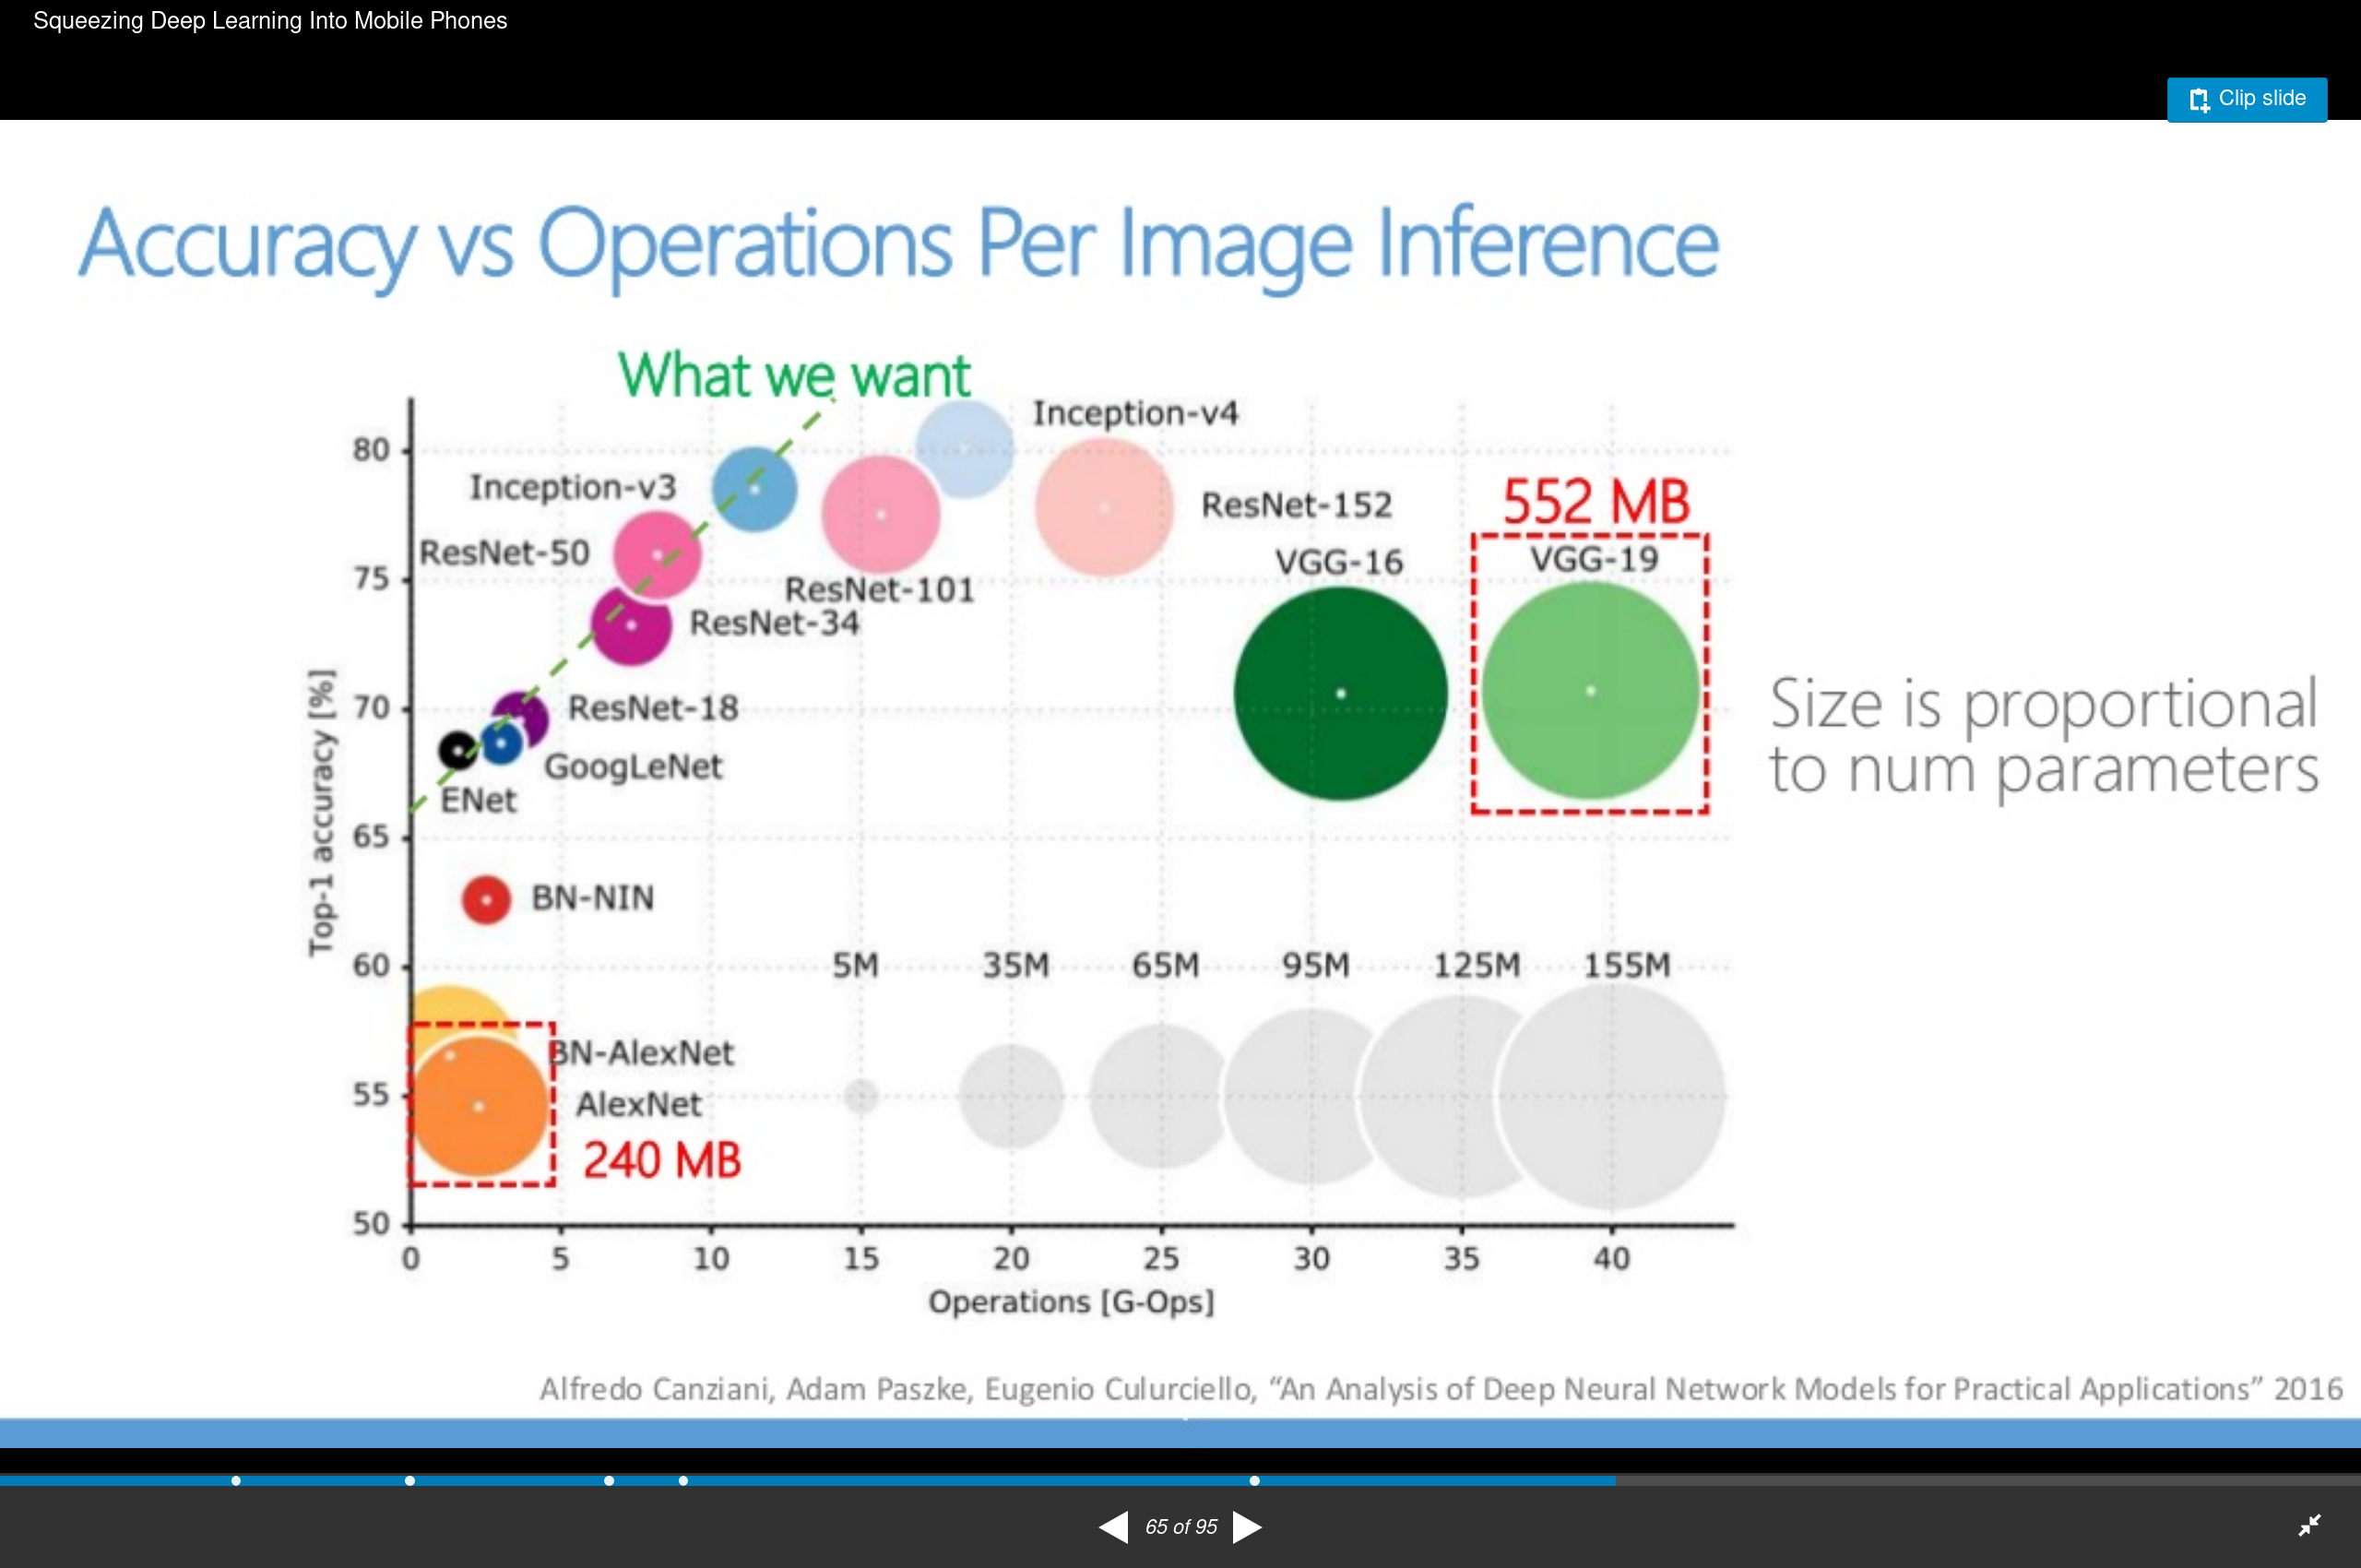 Squeezing Deep Learning Into Mobile Phones
Clip slide
Accuracy vs Operations Per Image Inference
What we want
Inception-v4
80
Inception-v3
ResNet-152
552 MB
ResNet-50
VGG-16
VGG-19
75
ResNet-101
ResNet-34
Size is proportional
to num parameters
70
ResNet-18
GoogLeNet
ENet
Top-1 accuracy [%]
65
BN-NIN
60
5M
35M
65M
95M
125M
155M
BN-AlexNet
55
AlexNet
240 MB
50
0
5
10
15
20
25
30
35
40
Operations [G-Ops]
Alfredo Canziani, Adam Paszke, Eugenio Culurciello, “An Analysis of Deep Neural Network Models for Practical Applications” 2016
65 of 95